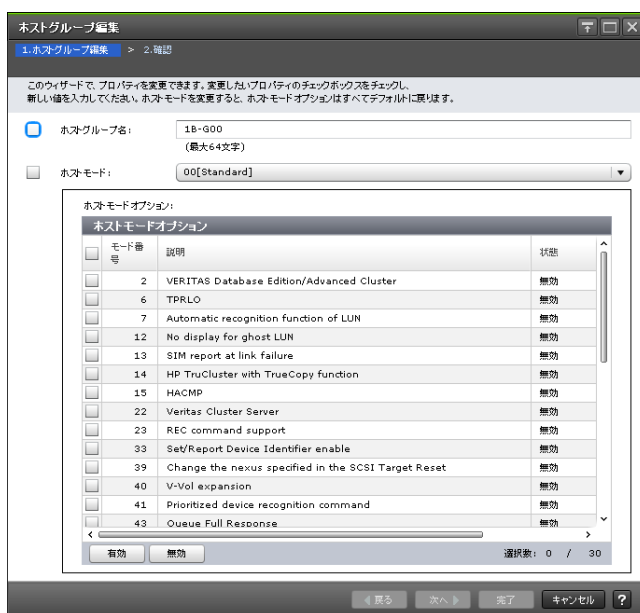 ホストグループ編集
1.ホストグループ編集 > 2.確認
このウィザードで、プロパティを変更できます。変更したいプロパティのチェックボックスをチェックし、
新しい値を入力してください。ホストモードを変更すると、ホストモードオプションはすべてデフォルトに戻ります。
ホストグループ名: 1B-G00
(最大64文字)
ホストモード: 00[Standard]
ホストモードオプション:
ホストモードオプション
モード番号 説明 状態
2 VERITAS Database Edition/Advanced Cluster 無効
6 TPRLO 無効
7 Automatic recognition function of LUN 無効
12 No display for ghost LUN 無効
13 SIM report at link failure 無効
14 HP TruCluster with TrueCopy function 無効
15 HACMP 無効
22 Veritas Cluster Server 無効
23 REC command support 無効
33 Set/Report Device Identifier enable 無効
39 Change the nexus specified in the SCSI Target Reset 無効
40 V-Vol expansion 無効
41 Prioritized device recognition command 無効
43 Queue Full Response 無効
有効 無効 選択数: 0 / 30
戻る 次へ 完了 キャンセル ?